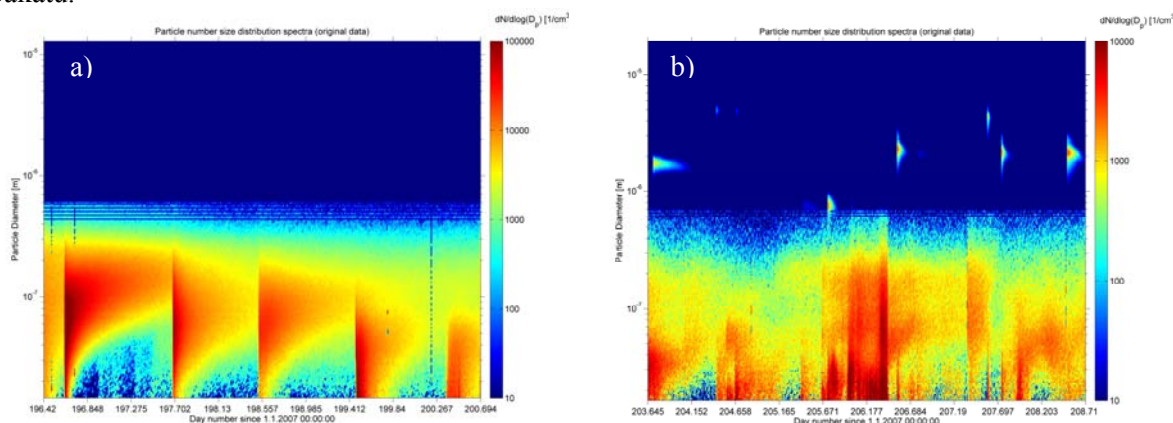 dN/dlog(Dₚ) [1/cm³
Particle number size distribution spectra (original data)
a)
10⁻⁵
10⁻⁶
10⁻⁷
Particle Diameter [m]
100000
10000
1000
100
10
196.42 196.848 197.275 197.702 198.13 198.557 198.985 199.412 199.84 200.267 200.694
Day number since 1.1.2007 00:00:00
dN/dlog(Dₚ) [1/cm³
Particle number size distribution spectra (original data)
b)
10⁻⁵
10⁻⁶
10⁻⁷
Particle Diameter [m]
10000
1000
100
10
203.645 204.152 204.658 205.165 205.671 206.177 206.684 207.19 207.697 208.203 208.71
Day number since 1.1.2007 00:00:00